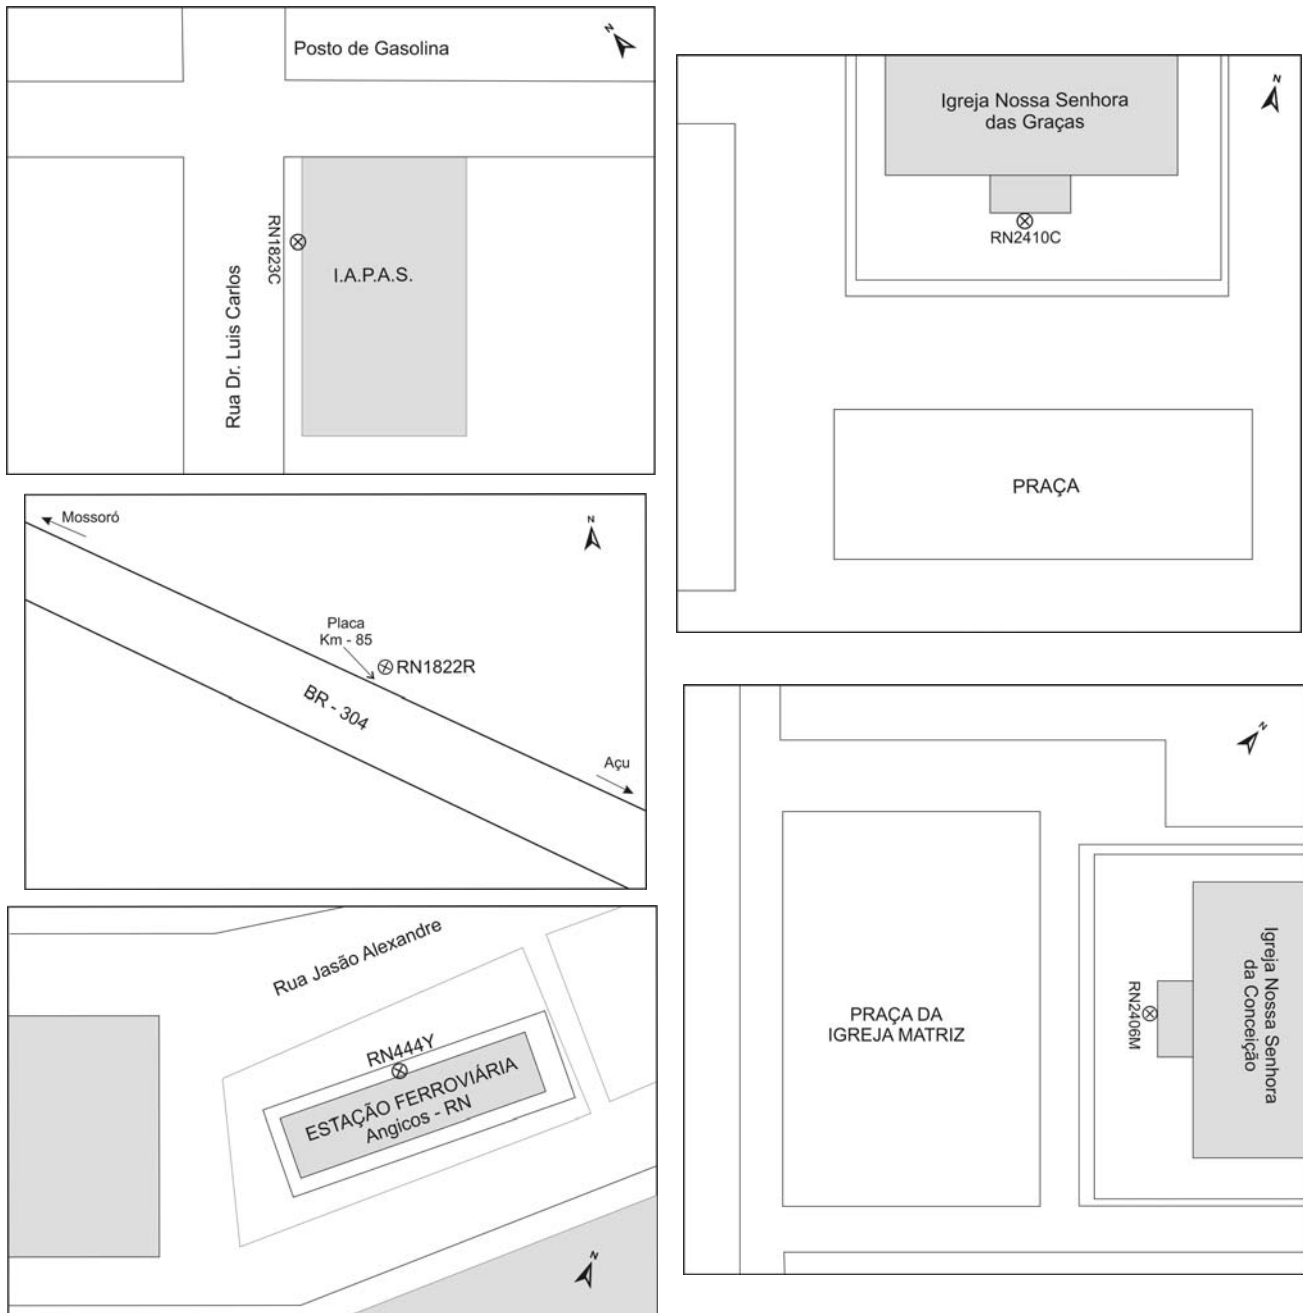 N
Posto de Gasolina
RN1823C
I.A.P.A.S.
Rua Dr. Luis Carlos
N
Igreja Nossa Senhora
das Graças
RN2410C
PRAÇA
Mossoró
N
Placa
Km - 85
RN1822R
BR - 304
Açu
N
PRAÇA DA
IGREJA MATRIZ
RN2406M
Igreja Nossa Senhora
da Conceição
Rua Jasão Alexandre
RN444Y
ESTAÇÃO FERROVIÁRIA
Angicos - RN
N